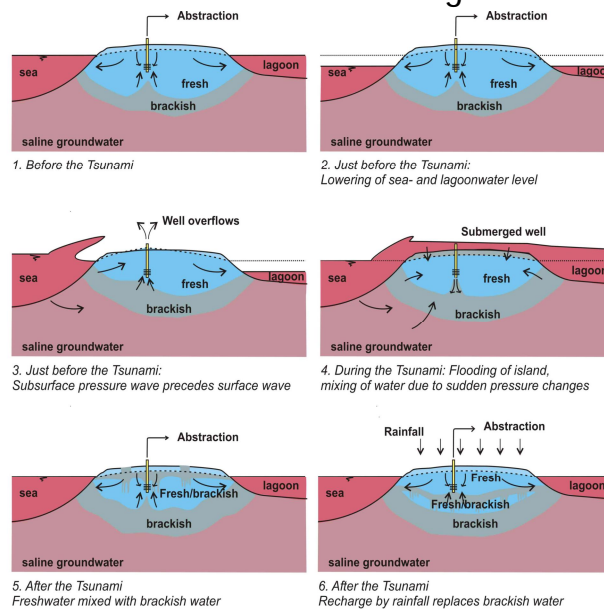 Abstraction
sea
fresh
lagoon
brackish
saline groundwater
1. Before the Tsunami
Abstraction
sea
fresh
lagoon
brackish
saline groundwater
2. Just before the Tsunami:
Lowering of sea- and lagoonwater level
Well overflows
sea
fresh
lagoon
brackish
saline groundwater
3. Just before the Tsunami:
Subsurface pressure wave precedes surface wave
Submerged well
sea
fresh
lagoon
brackish
saline groundwater
4. During the Tsunami: Flooding of island,
mixing of water due to sudden pressure changes
Abstraction
sea
Fresh/brackish
lagoon
brackish
saline groundwater
5. After the Tsunami
Freshwater mixed with brackish water
Rainfall
Abstraction
sea
Fresh
lagoon
Fresh/brackish
brackish
saline groundwater
6. After the Tsunami
Recharge by rainfall replaces brackish water